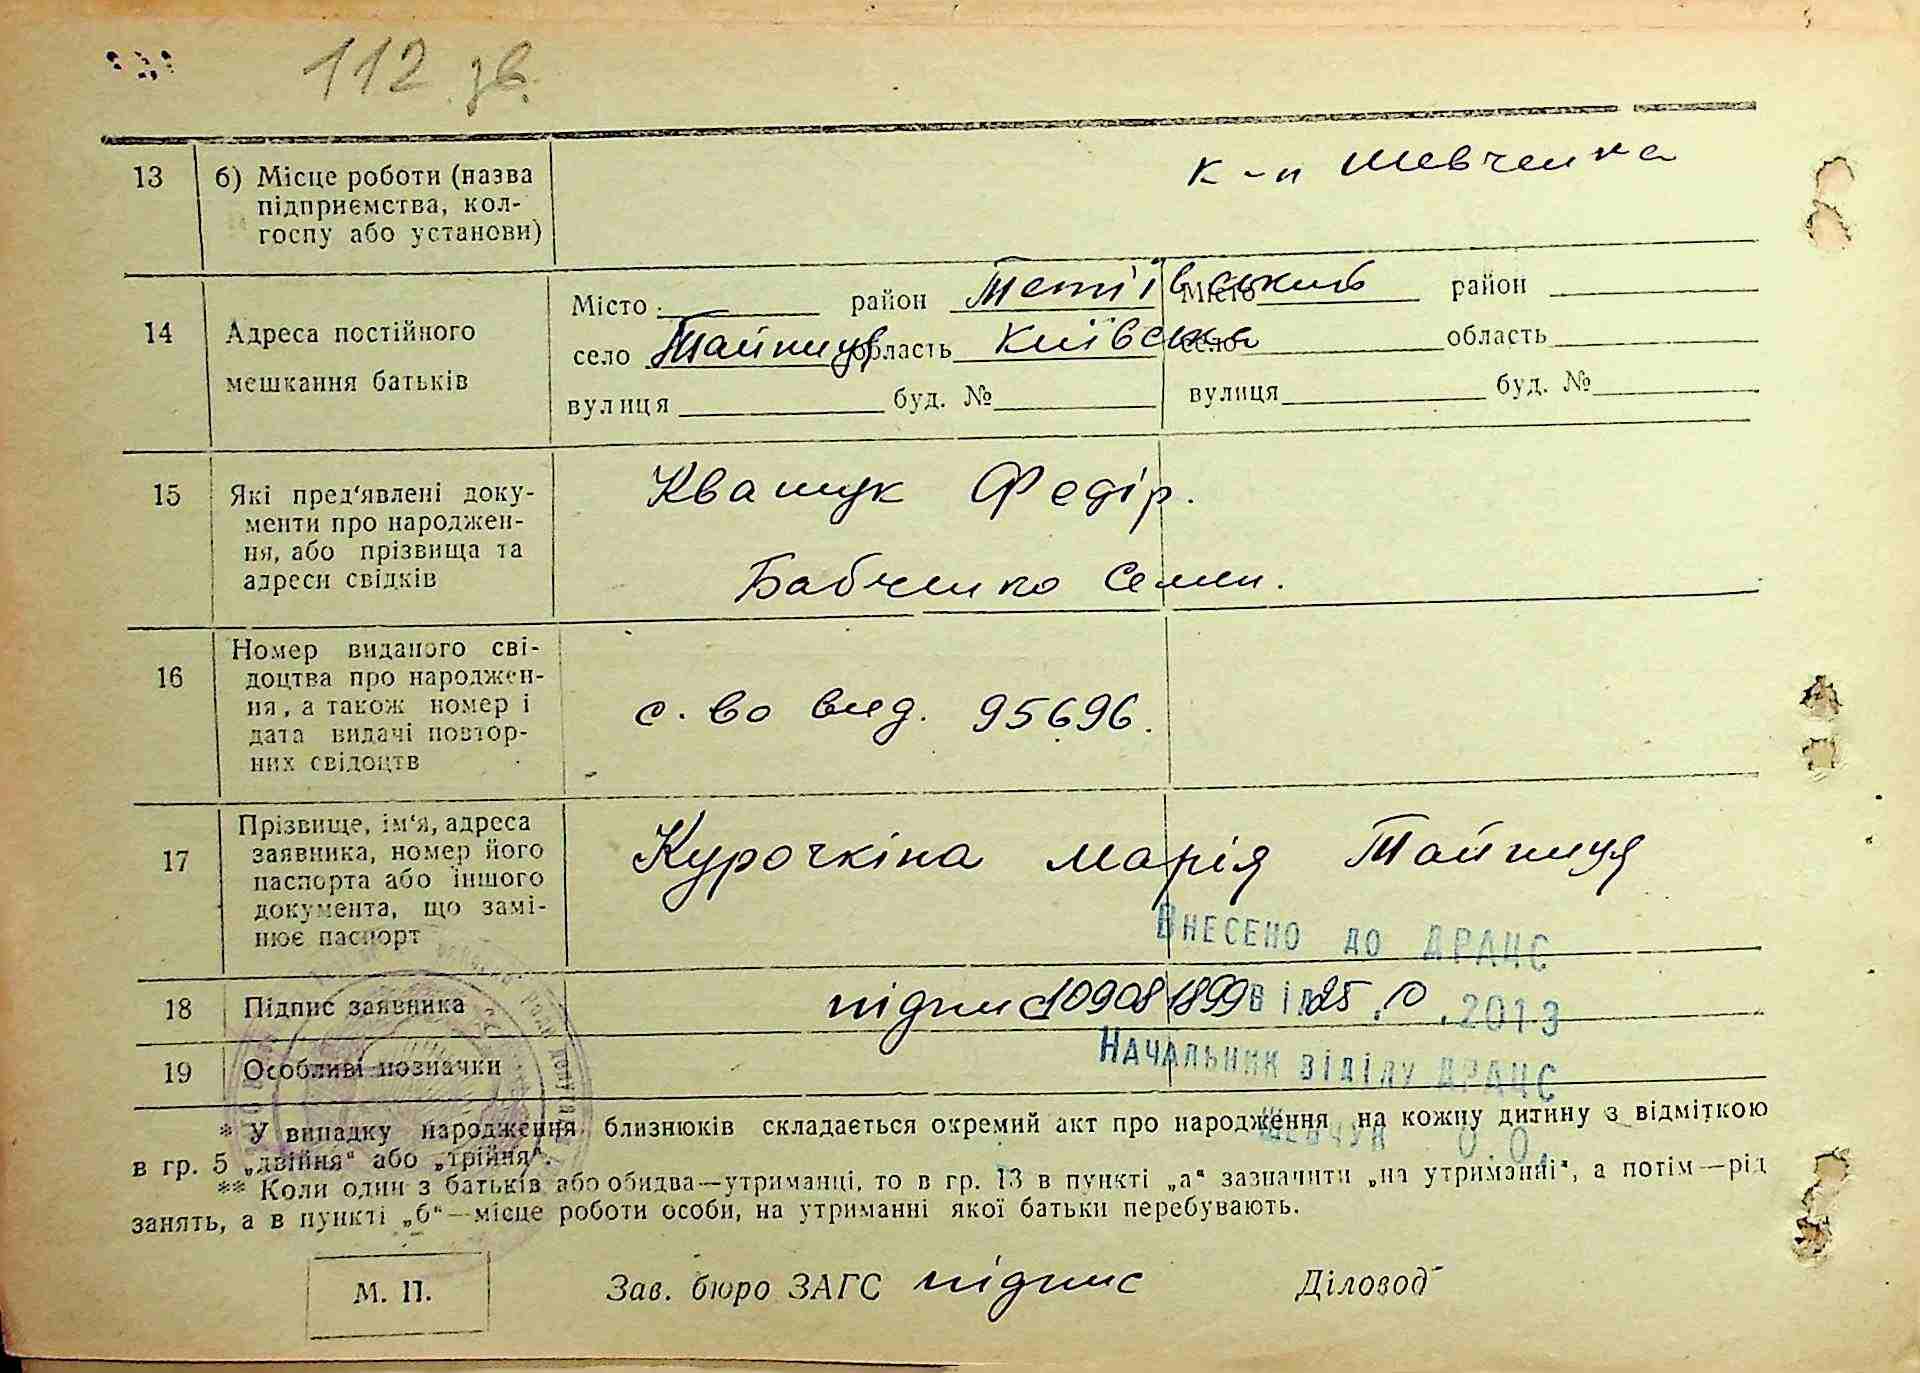 112 зв.
13 б) Місце роботи (назва підприємства, колгоспу або установи) к-п Шевченка
14 Адреса постійного мешкання батьків
Місто район Тетіївський Місто район
село Тайниця область Київська село область
вулиця буд. № вулиця буд. №
15 Які пред'явлені документи про народження, або прізвища та адреси свідків
Квашук Федір.
Бабченко Семен.
16 Номер виданого свідоцтва про народження, а також номер і дата видачі повторних свідоцтв
с. во вид. 95696.
17 Прізвище, ім'я, адреса заявника, номер його паспорта або іншого документа, що замінює паспорт
Курочкіна Марія Тайниця
Внесено до ДРАЦС
18 Підпис заявника підпис 109081899 25.10.2013
Начальник відділу ДРАЦС
19 Особливі позначки
Шевчук О.О.
* У випадку народження близнюків складається окремий акт про народження на кожну дитину з відміткою
в гр. 5 „двійня“ або „трійня“.
** Коли один з батьків або обидва—утриманці, то в гр. 13 в пункті „а“ зазначити „на утриманні“, а потім—рід
занять, а в пункті „б“—місце роботи особи, на утриманні якої батьки перебувають.
М. П. Зав. бюро ЗАГС підпис Діловод